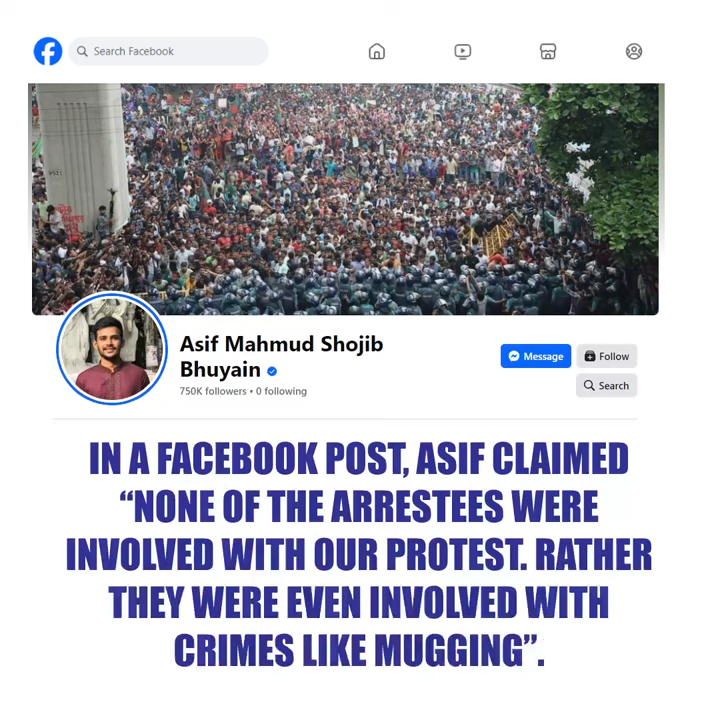 Search Facebook
Asif Mahmud Shojib
Bhuyain
750K followers • 0 following
Message
Follow
Search
IN A FACEBOOK POST, ASIF CLAIMED
“NONE OF THE ARRESTEES WERE
INVOLVED WITH OUR PROTEST. RATHER
THEY WERE EVEN INVOLVED WITH
CRIMES LIKE MUGGING”.